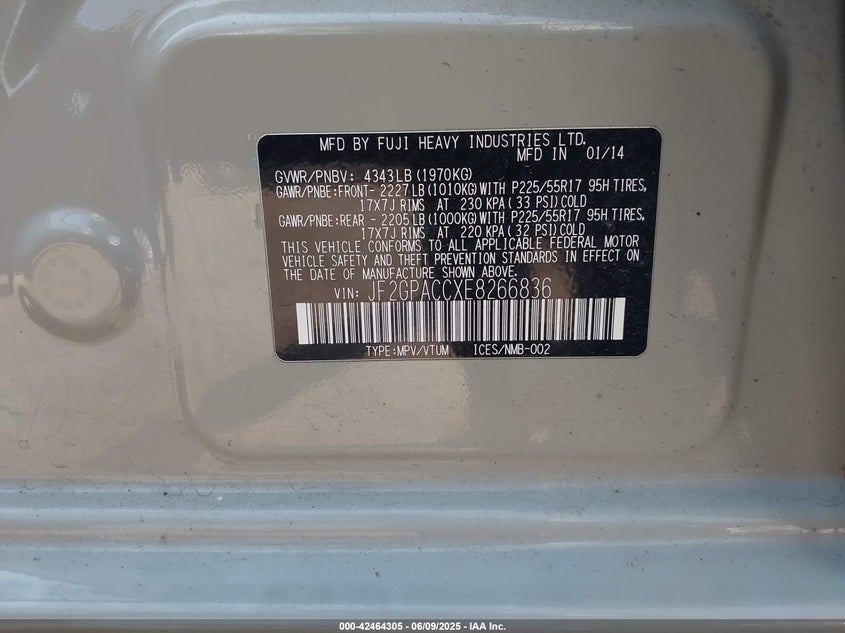 MFD BY FUJI HEAVY INDUSTRIES LTD.
MFD IN 01/14
GVWR/PNBV: 4343LB(1970KG)
GAWR/PNBE:FRONT- 2227LB(1010KG)WITH P225/55R17 95H TIRES,
17X7J RIMS AT 230 KPA( 33 PSI)COLD
GAWR/PNBE:REAR - 2205LB(1000KG)WITH P225/55R17 95H TIRES,
17X7J RIMS AT 220 KPA( 32 PSI)COLD
THIS VEHICLE CONFORMS TO ALL APPLICABLE FEDERAL MOTOR
VEHICLE SAFETY AND THEFT PREVENTION STANDARDS IN EFFECT ON
THE DATE OF MANUFACTURE SHOWN ABOVE.
VIN: JF2GPACCXE8266836
TYPE:MPV/VTUM ICES/NMB-002
000-42464305 - 06/09/2025 - IAA Inc.